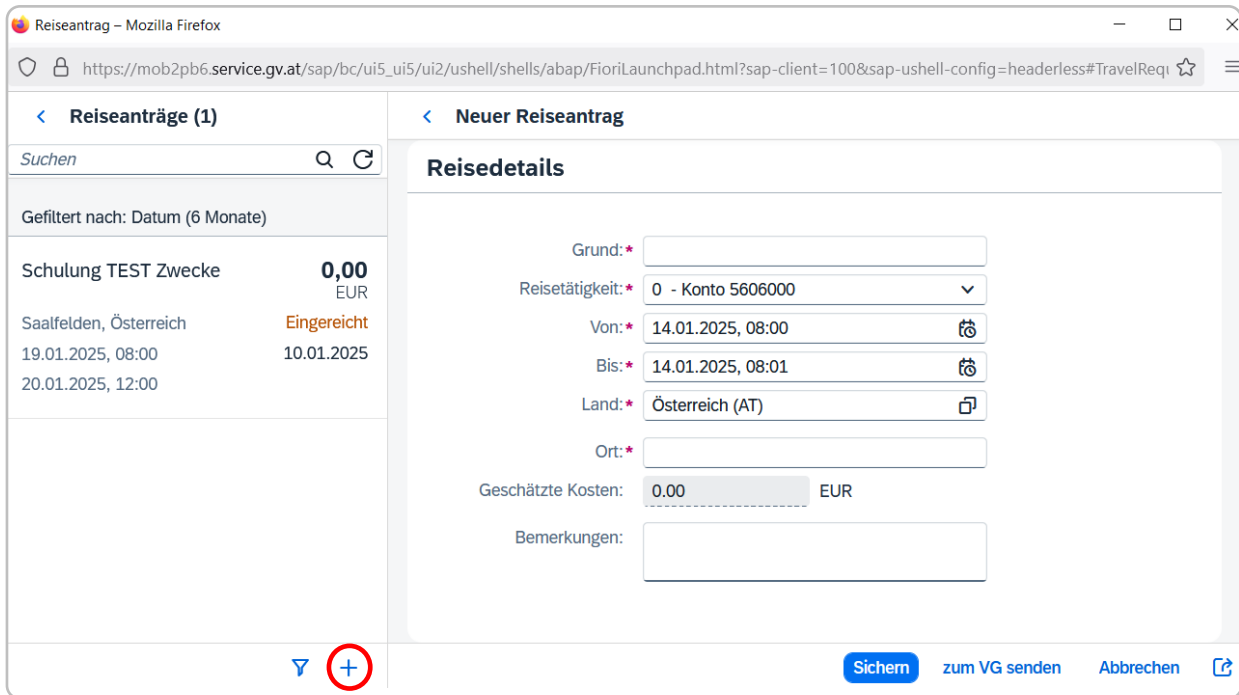 Reiseantrag – Mozilla Firefox
https://mob2pb6.service.gv.at/sap/bc/ui5_ui5/ui2/ushell/shells/abap/FioriLaunchpad.html?sap-client=100&sap-ushell-config=headerless#TravelRequ
Reiseanträge (1)
Suchen
Gefiltert nach: Datum (6 Monate)
Schulung TEST Zwecke 0,00
EUR
Saalfelden, Österreich Eingereicht
19.01.2025, 08:00 10.01.2025
20.01.2025, 12:00
Neuer Reiseantrag
Reisedetails
Grund:*
Reisetätigkeit:* 0 - Konto 5606000
Von:* 14.01.2025, 08:00
Bis:* 14.01.2025, 08:01
Land:* Österreich (AT)
Ort:*
Geschätzte Kosten: 0.00 EUR
Bemerkungen:
Sichern zum VG senden Abbrechen